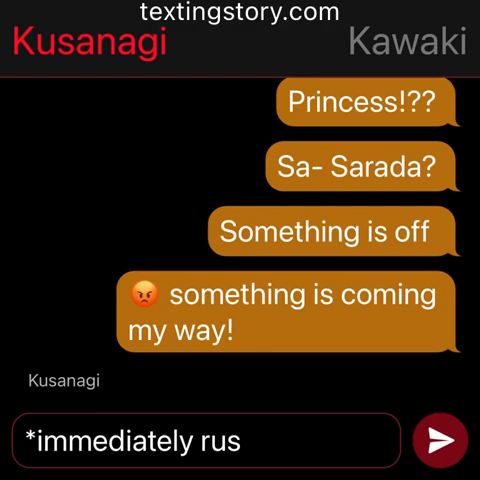 textingstory.com
Kusanagi Kawaki
Princess!??
Sa- Sarada?
Something is off
😡 something is coming
my way!
Kusanagi
*immediately rus